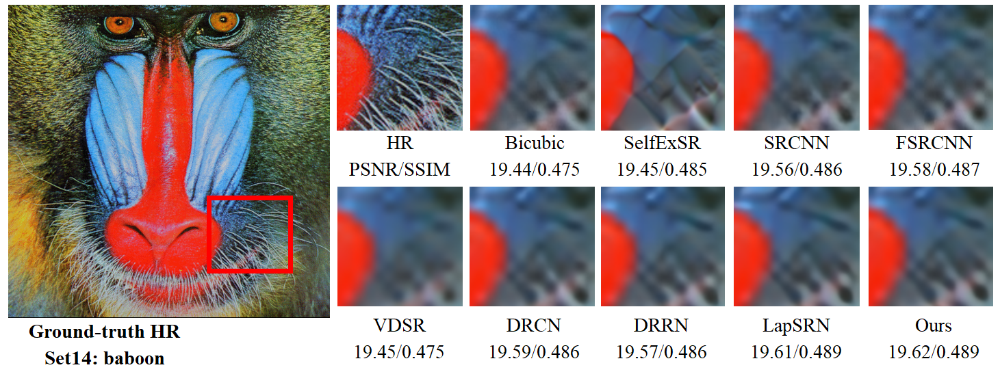 HR
Bicubic
SelfExSR
SRCNN
FSRCNN
PSNR/SSIM
19.44/0.475
19.45/0.485
19.56/0.486
19.58/0.487
VDSR
DRCN
DRRN
LapSRN
Ours
19.45/0.475
19.59/0.486
19.57/0.486
19.61/0.489
19.62/0.489
Ground-truth HR
Set14: baboon